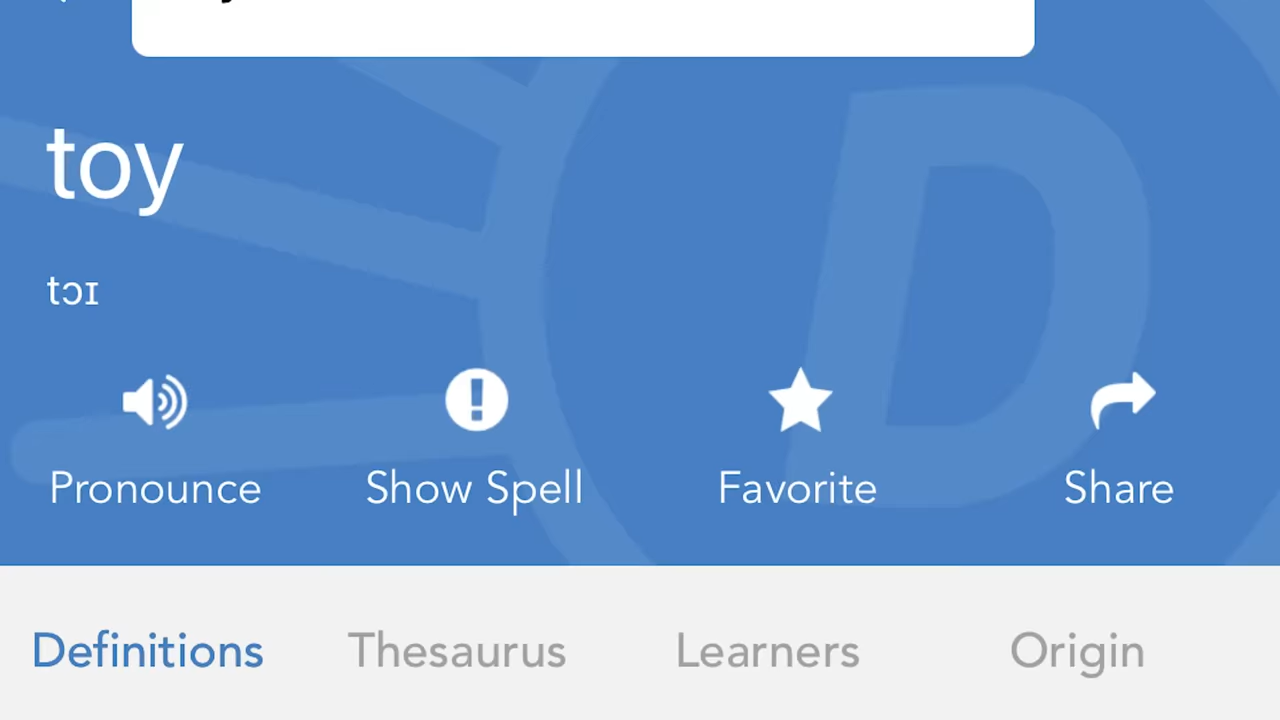 toy
tɔɪ
Pronounce Show Spell Favorite Share
Definitions Thesaurus Learners Origin